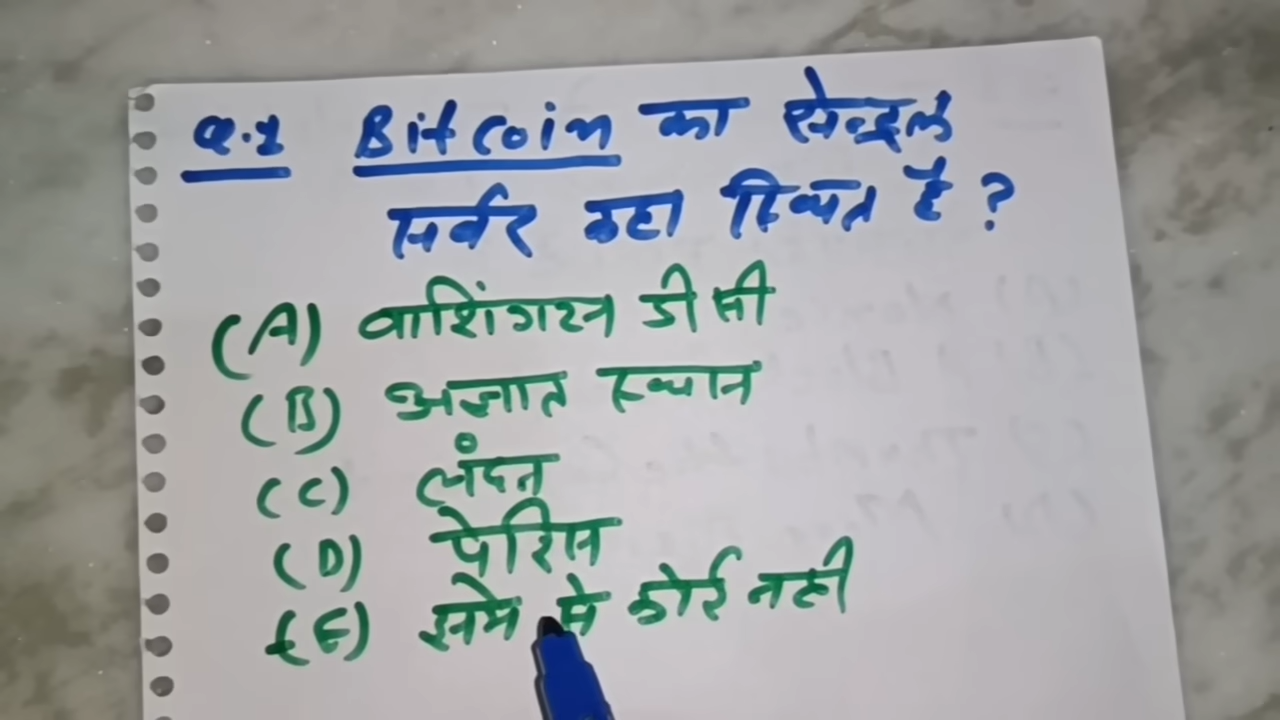 Q.1 Bitcoin का सेन्ट्रल
सर्वर कहा स्थित है ?
(A) वाशिंगटन डी सी
(B) अज्ञात स्थान
(C) लंदन
(D) पेरिस
(E) इनमे से कोई नही